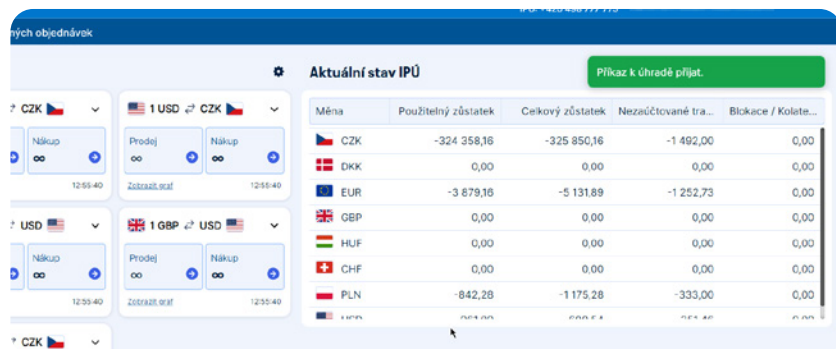 ných objednávek
Aktuální stav IPÚ
Příkaz k úhradě přijat.
CZK
1 USD ⇄ CZK
Nákup
∞
Prodej
∞
Nákup
∞
12:55:40
Zobrazit graf
12:55:40
USD
1 GBP ⇄ USD
Nákup
∞
Prodej
∞
Nákup
∞
12:55:40
Zobrazit graf
12:55:40
CZK
Měna Použitelný zůstatek Celkový zůstatek Nezaúčtované tra... Blokace / Kolate...
CZK -324 358,16 -325 850,16 -1 492,00 0,00
DKK 0,00 0,00 0,00 0,00
EUR -3 879,16 -5 131,89 -1 252,73 0,00
GBP 0,00 0,00 0,00 0,00
HUF 0,00 0,00 0,00 0,00
CHF 0,00 0,00 0,00 0,00
PLN -842,28 -1 175,28 -333,00 0,00